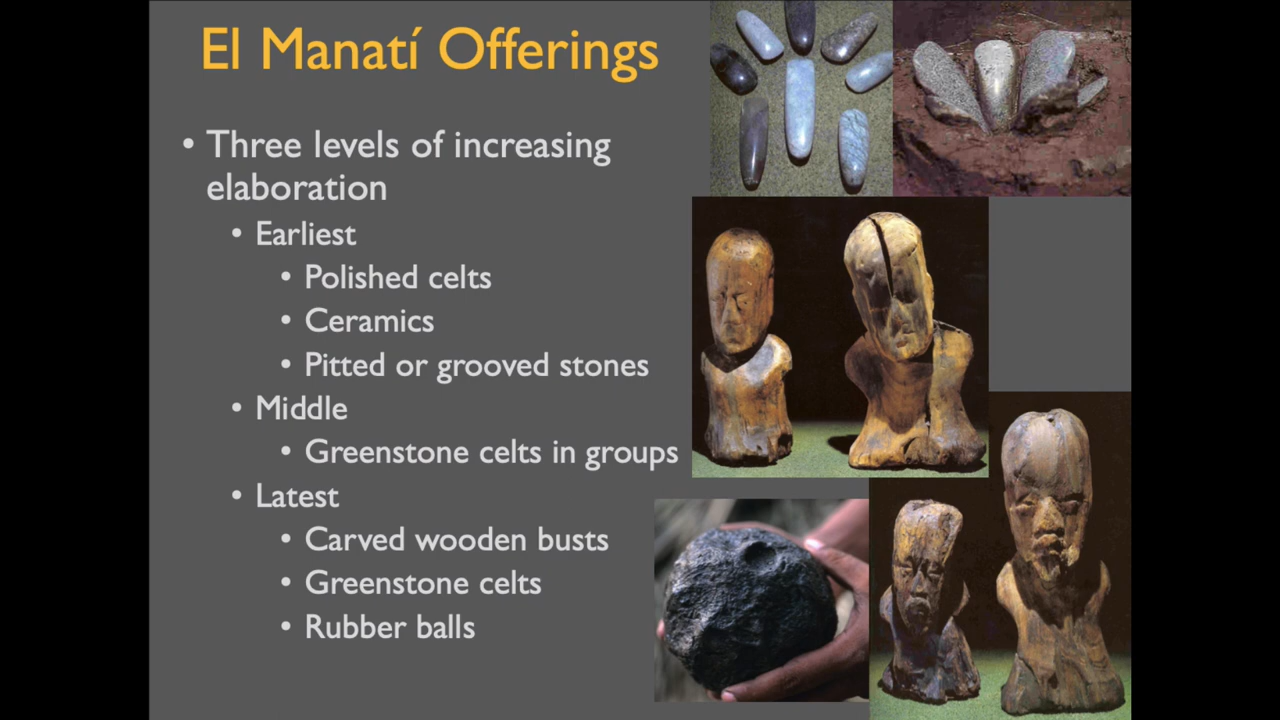 El Manatí Offerings
• Three levels of increasing
elaboration
• Earliest
• Polished celts
• Ceramics
• Pitted or grooved stones
• Middle
• Greenstone celts in groups
• Latest
• Carved wooden busts
• Greenstone celts
• Rubber balls